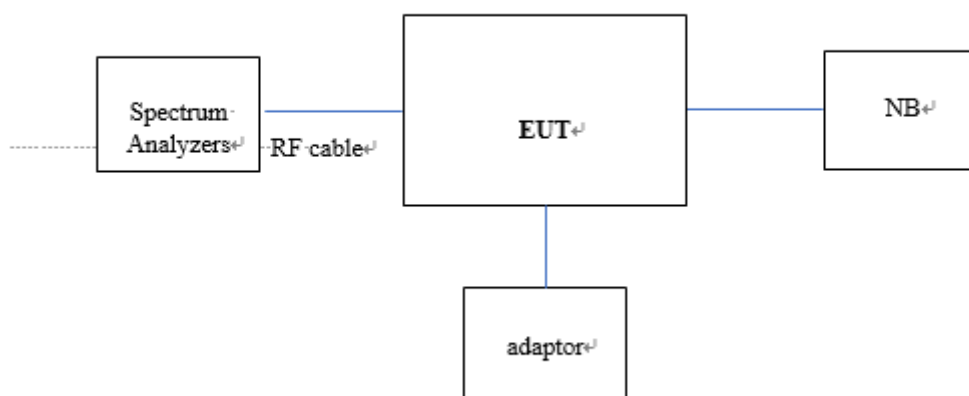 Spectrum
Analyzers
RF cable
EUT
NB
adaptor